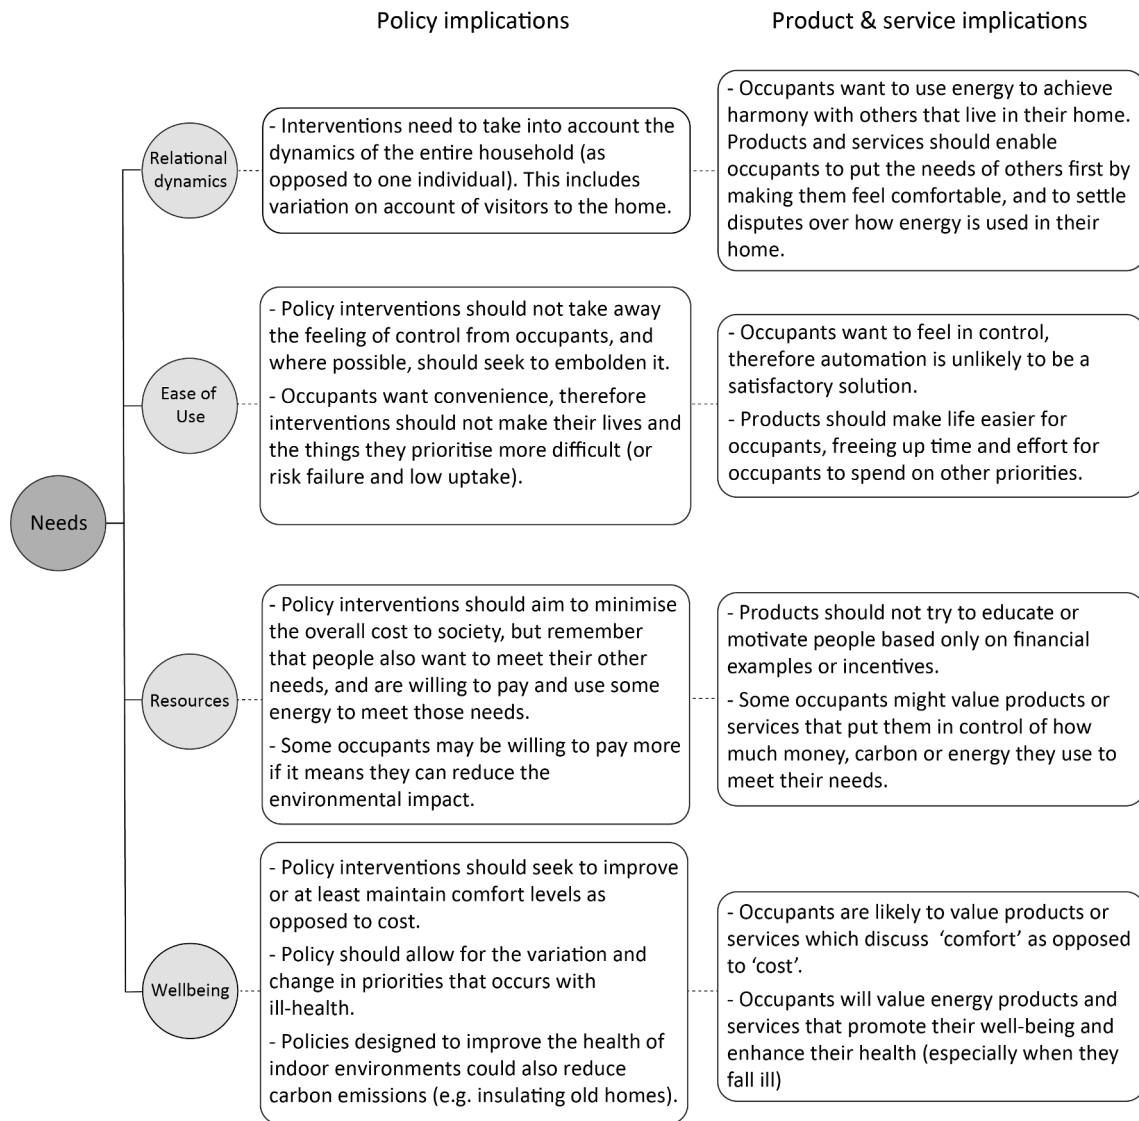 Policy implications
Product & service implications
Needs
Relational
dynamics
- Interventions need to take into account the
dynamics of the entire household (as
opposed to one individual). This includes
variation on account of visitors to the home.
- Occupants want to use energy to achieve
harmony with others that live in their home.
Products and services should enable
occupants to put the needs of others first by
making them feel comfortable, and to settle
disputes over how energy is used in their
home.
Ease of
Use
- Policy interventions should not take away
the feeling of control from occupants, and
where possible, should seek to embolden it.
- Occupants want convenience, therefore
interventions should not make their lives and
the things they prioritise more difficult (or
risk failure and low uptake).
- Occupants want to feel in control,
therefore automation is unlikely to be a
satisfactory solution.
- Products should make life easier for
occupants, freeing up time and effort for
occupants to spend on other priorities.
Resources
- Policy interventions should aim to minimise
the overall cost to society, but remember
that people also want to meet their other
needs, and are willing to pay and use some
energy to meet those needs.
- Some occupants may be willing to pay more
if it means they can reduce the
environmental impact.
- Products should not try to educate or
motivate people based only on financial
examples or incentives.
- Some occupants might value products or
services that put them in control of how
much money, carbon or energy they use to
meet their needs.
Wellbeing
- Policy interventions should seek to improve
or at least maintain comfort levels as
opposed to cost.
- Policy should allow for the variation and
change in priorities that occurs with
ill-health.
- Policies designed to improve the health of
indoor environments could also reduce
carbon emissions (e.g. insulating old homes).
- Occupants are likely to value products or
services which discuss ‘comfort’ as opposed
to ‘cost’.
- Occupants will value energy products and
services that promote their well-being and
enhance their health (especially when they
fall ill)